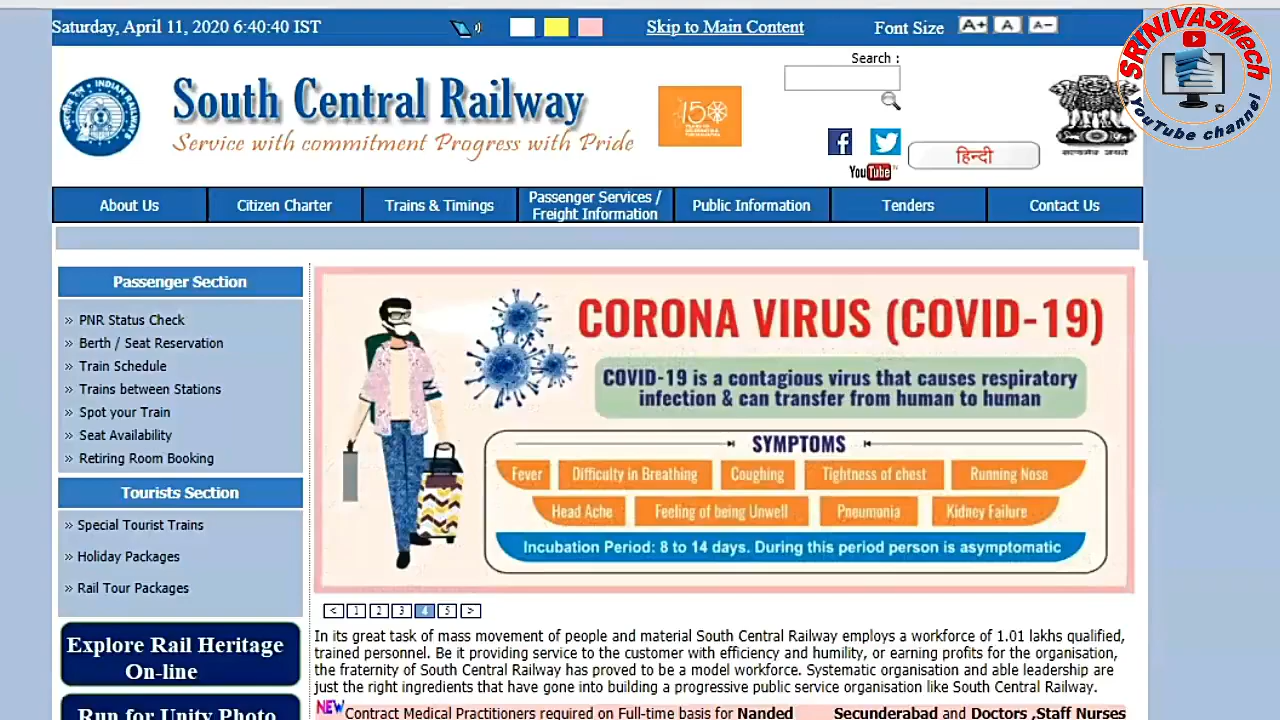 Saturday, April 11, 2020 6:40:40 IST
Skip to Main Content
Font Size A+ A A−
SRINIVASMech
YouTube channel
Search :
INDIAN RAILWAYS
South Central Railway
Service with commitment Progress with Pride
150
सत्यमेव जयते
हिन्दी
YouTube
About Us
Citizen Charter
Trains & Timings
Passenger Services /
Freight Information
Public Information
Tenders
Contact Us
Passenger Section
» PNR Status Check
» Berth / Seat Reservation
» Train Schedule
» Trains between Stations
» Spot your Train
» Seat Availability
» Retiring Room Booking
Tourists Section
» Special Tourist Trains
» Holiday Packages
» Rail Tour Packages
Explore Rail Heritage
On-line
Run for Unity Photo
CORONA VIRUS (COVID-19)
COVID-19 is a contagious virus that causes respiratory
infection & can transfer from human to human
SYMPTOMS
Fever Difficulty in Breathing Coughing Tightness of chest Running Nose
Head Ache Feeling of being Unwell Pneumonia Kidney Failure
Incubation Period: 8 to 14 days. During this period person is asymptomatic
< 1 2 3 4 5 >
In its great task of mass movement of people and material South Central Railway employs a workforce of 1.01 lakhs qualified,
trained personnel. Be it providing service to the customer with efficiency and humility, or earning profits for the organisation,
the fraternity of South Central Railway has proved to be a model workforce. Systematic organisation and able leadership are
just the right ingredients that have gone into building a progressive public service organisation like South Central Railway.
NEW Contract Medical Practitioners required on Full-time basis for Nanded Secunderabad and Doctors ,Staff Nurses